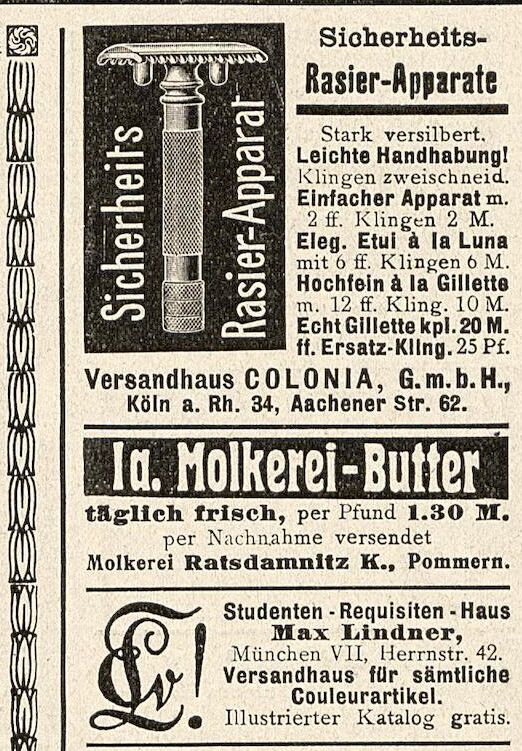 Sicherheits
Rasier-Apparat
Sicherheits-
Rasier-Apparate
Stark versilbert.
Leichte Handhabung!
Klingen zweischneid.
Einfacher Apparat m.
2 ff. Klingen 2 M.
Eleg. Etui à la Luna
mit 6 ff. Klingen 6 M.
Hochfein à la Gillette
m. 12 ff. Kling. 10 M.
Echt Gillette kpl. 20 M.
ff. Ersatz-Kling. 25 Pf.
Versandhaus COLONIA, G. m. b. H.,
Köln a. Rh. 34, Aachener Str. 62.
Ia. Molkerei-Butter
täglich frisch, per Pfund 1.30 M.
per Nachnahme versendet
Molkerei Ratsdamnitz K., Pommern.
Studenten-Requisiten-Haus
Max Lindner,
München VII, Herrnstr. 42.
Versandhaus für sämtliche
Couleurartikel.
Illustrierter Katalog gratis.